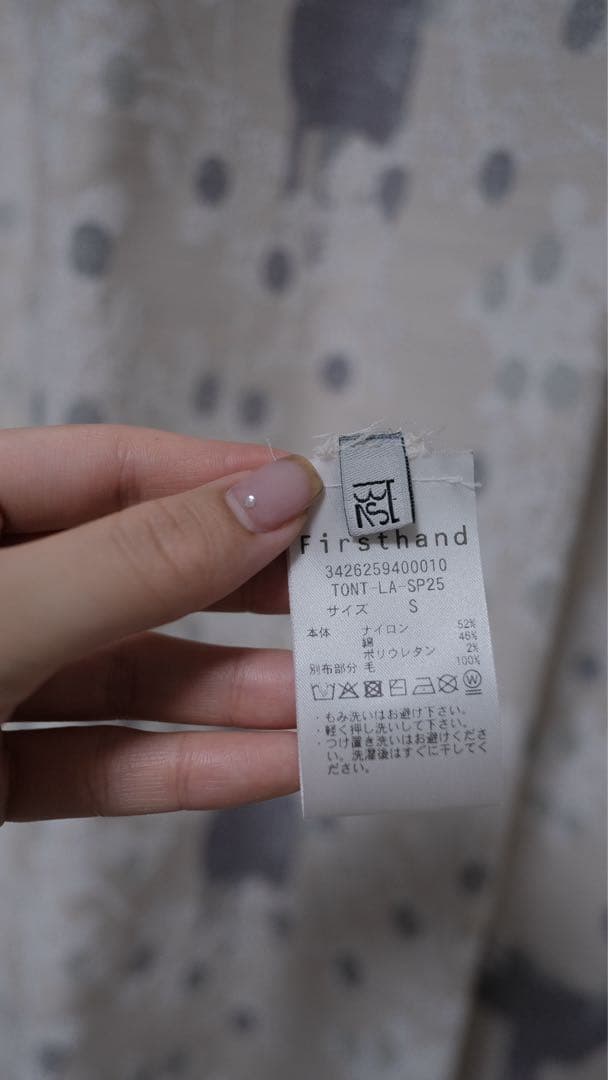 Firsthand
3426259400010
TONT-LA-SP25
サイズ S
本体 ナイロン 52%
綿 46%
ポリウレタン 2%
別布部分 毛 100%
・もみ洗いはお避け下さい。
・軽く押し洗いして下さい。
・つけ置き洗いはお避けくださ
い。洗濯後はすぐに干してく
ださい。